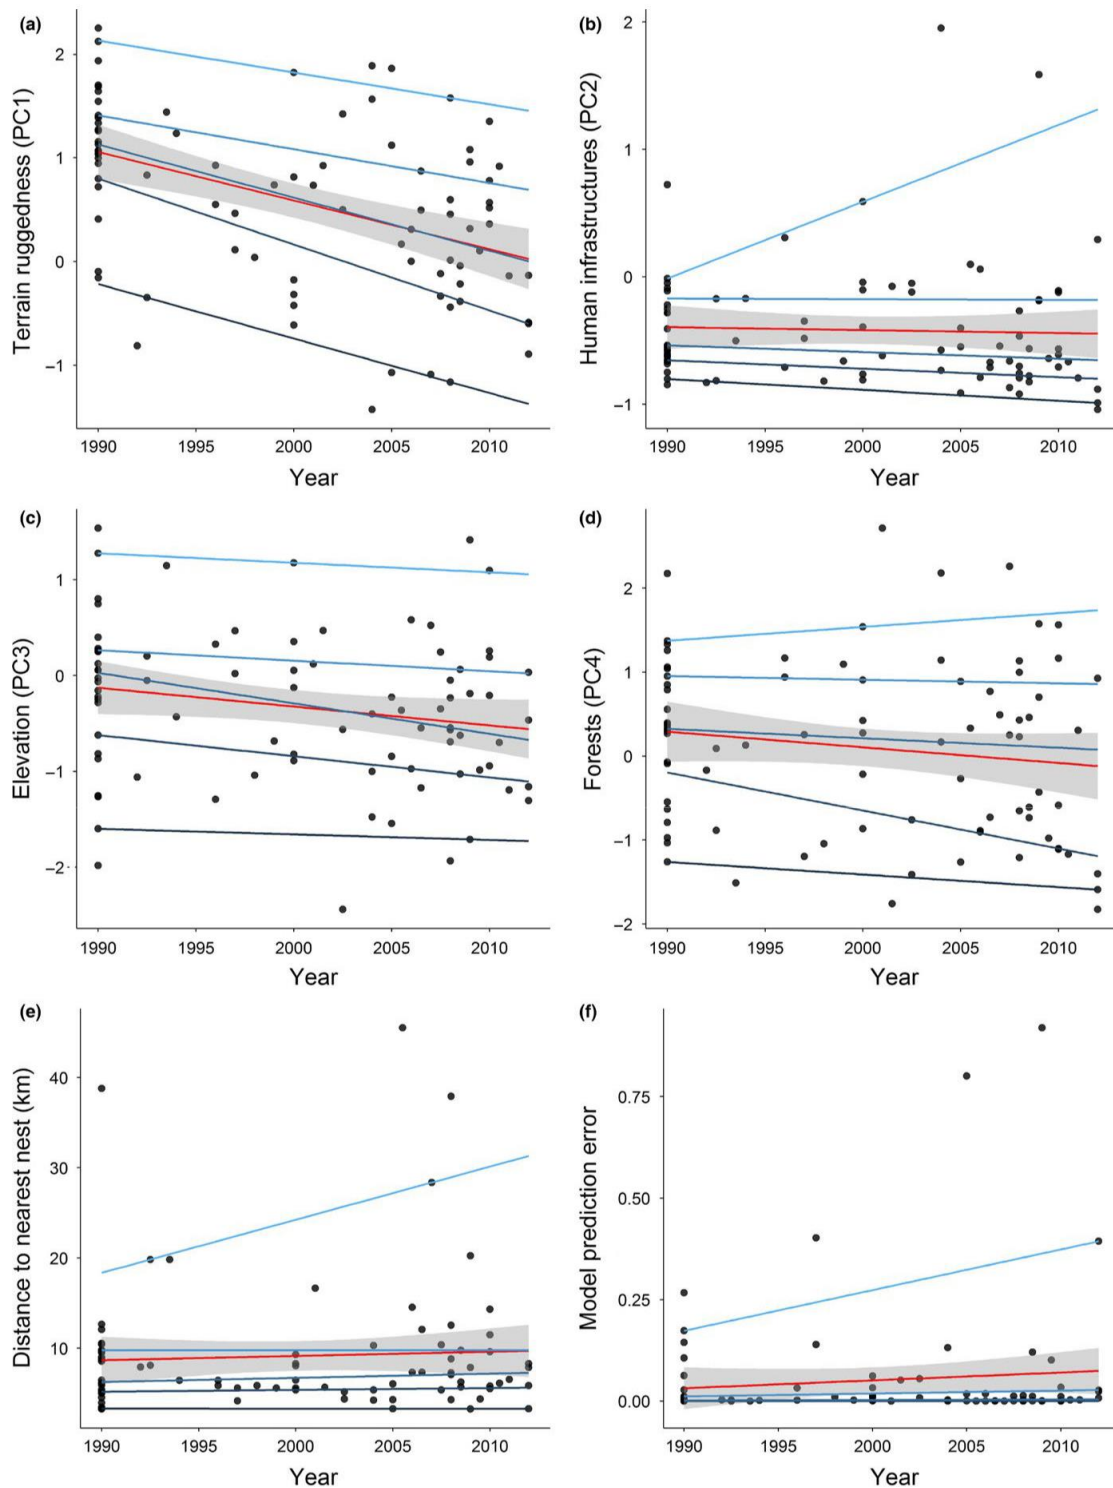 (a)
Terrain ruggedness (PC1)
2
1
0
−1
1990 1995 2000 2005 2010
Year
(b)
Human infrastructures (PC2)
2
1
0
−1
1990 1995 2000 2005 2010
Year
(c)
Elevation (PC3)
1
0
−1
−2
1990 1995 2000 2005 2010
Year
(d)
Forests (PC4)
2
1
0
−1
−2
1990 1995 2000 2005 2010
Year
(e)
Distance to nearest nest (km)
40
30
20
10
1990 1995 2000 2005 2010
Year
(f)
Model prediction error
0.75
0.50
0.25
0.00
1990 1995 2000 2005 2010
Year